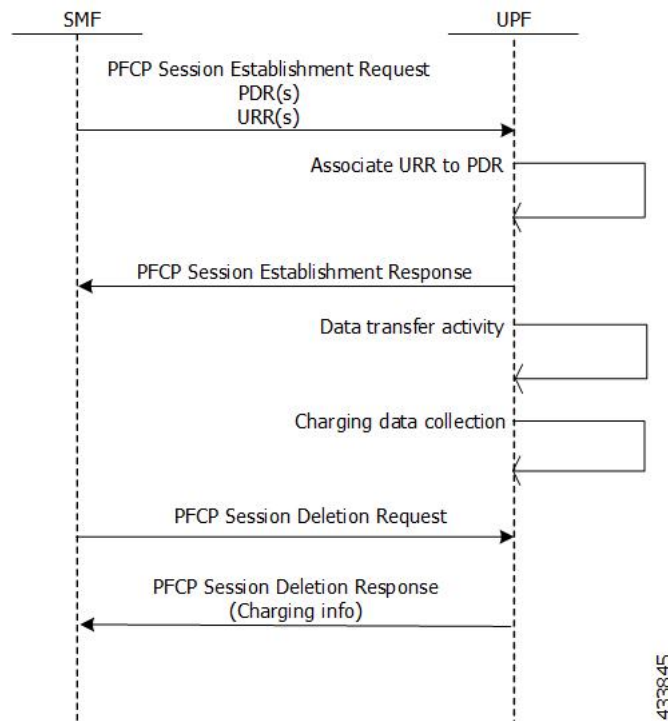 SMF
UPF
PFCP Session Establishment Request
PDR(s)
URR(s)
Associate URR to PDR
PFCP Session Establishment Response
Data transfer activity
Charging data collection
PFCP Session Deletion Request
PFCP Session Deletion Response
(Charging info)
433845